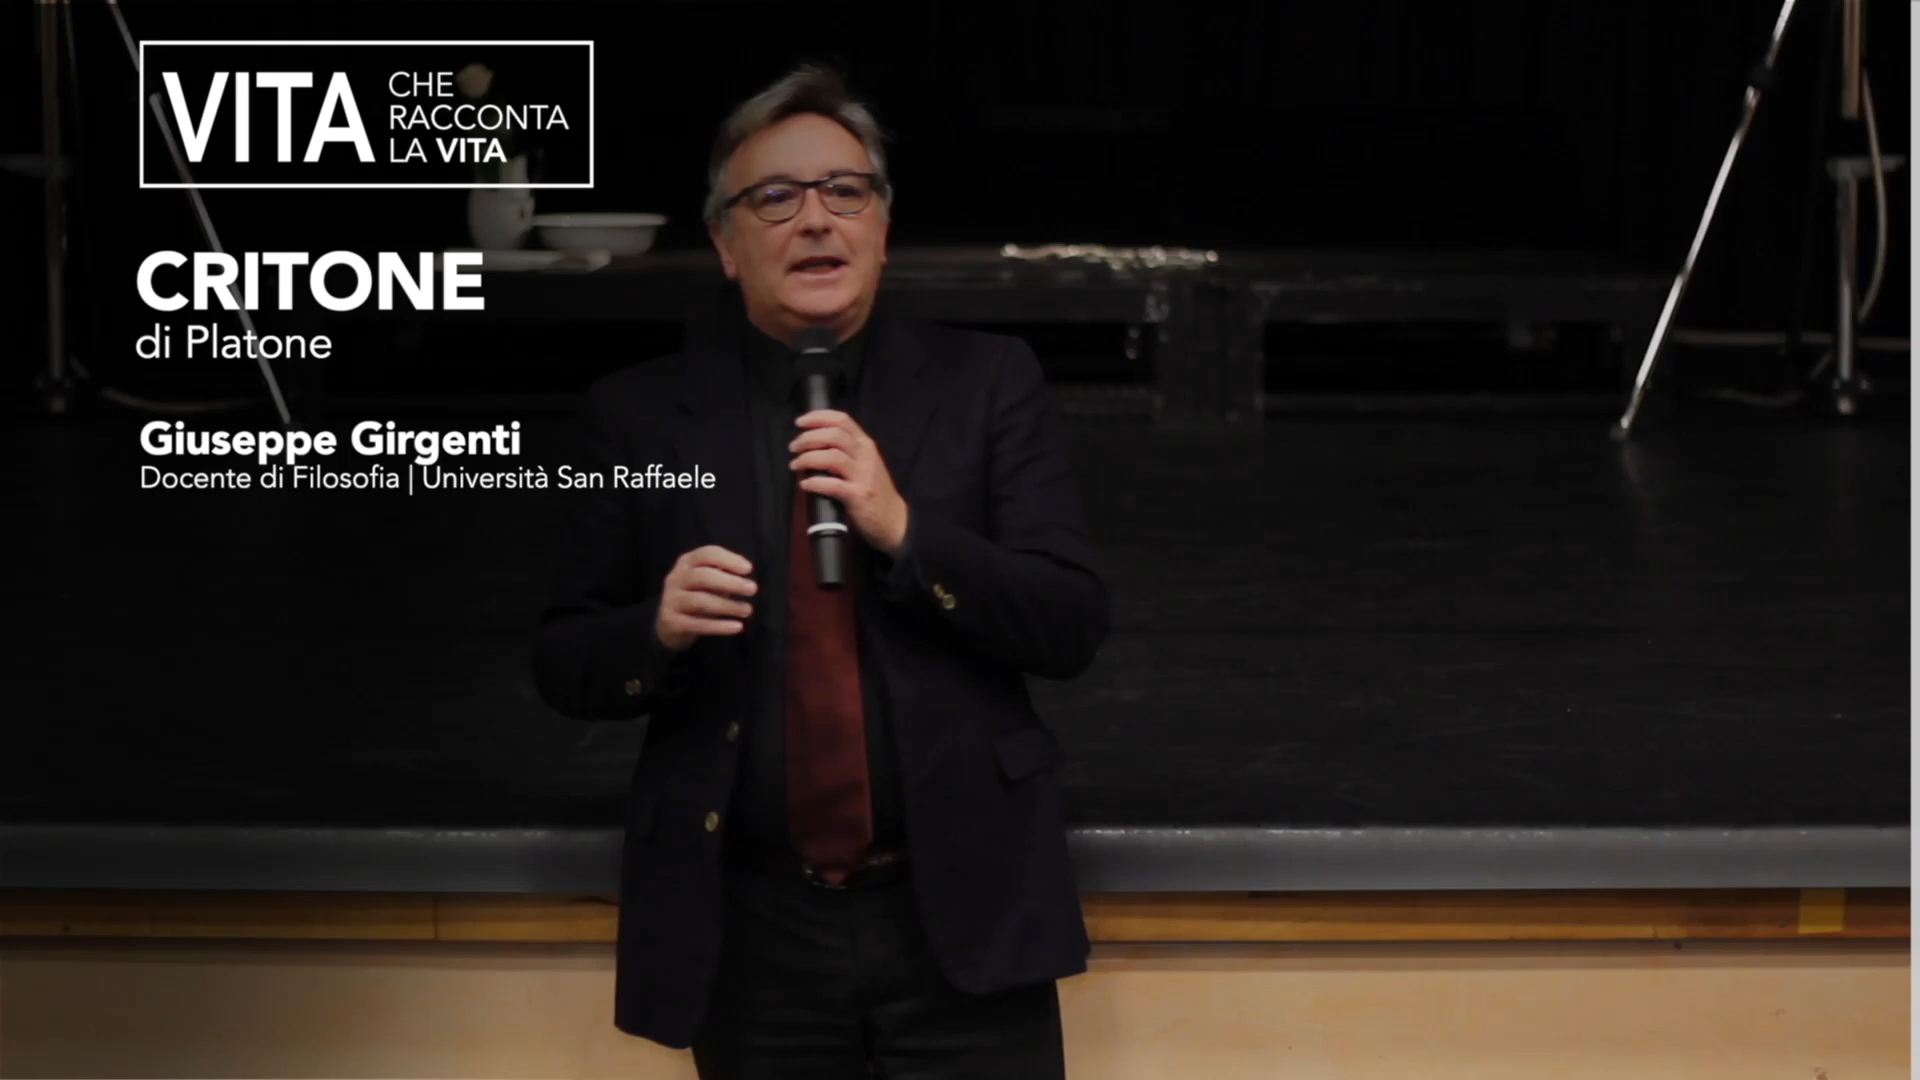 VITA CHE
RACCONTA
LA VITA
CRITONE
di Platone
Giuseppe Girgenti
Docente di Filosofia | Università San Raffaele